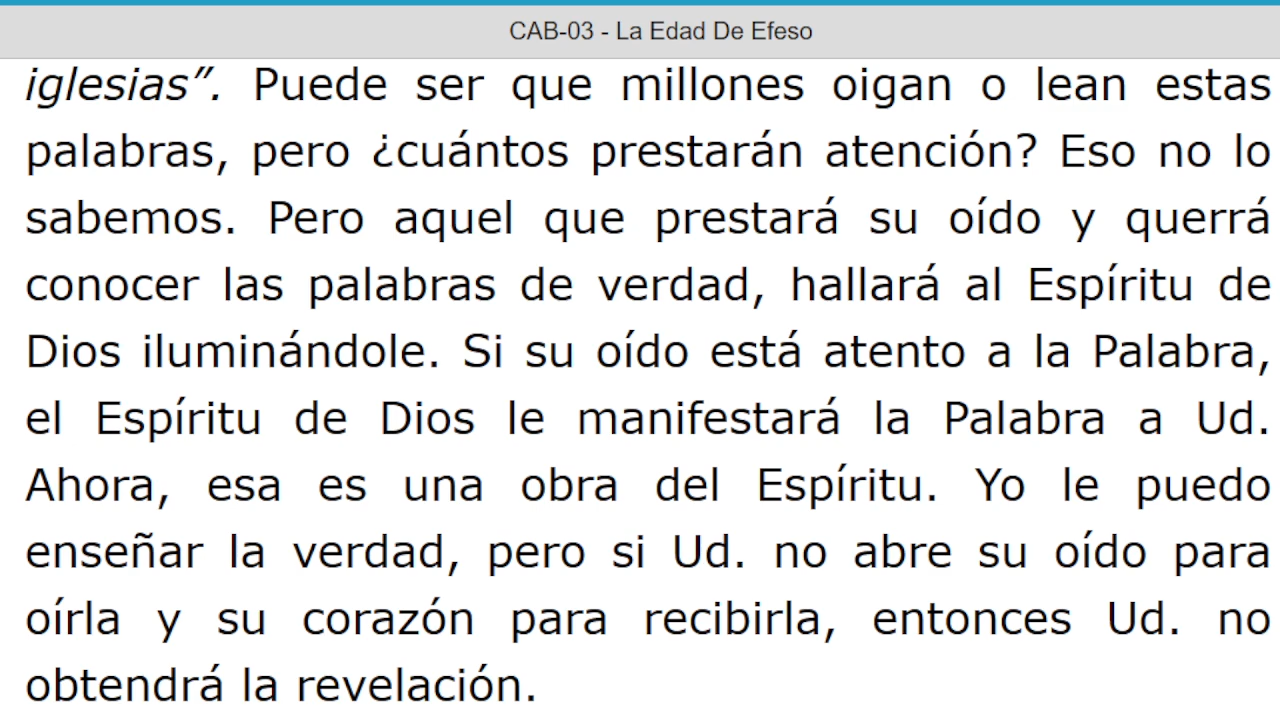 CAB-03 - La Edad De Efeso
iglesias”. Puede ser que millones oigan o lean estas
palabras, pero ¿cuántos prestarán atención? Eso no lo
sabemos. Pero aquel que prestará su oído y querrá
conocer las palabras de verdad, hallará al Espíritu de
Dios iluminándole. Si su oído está atento a la Palabra,
el Espíritu de Dios le manifestará la Palabra a Ud.
Ahora, esa es una obra del Espíritu. Yo le puedo
enseñar la verdad, pero si Ud. no abre su oído para
oírla y su corazón para recibirla, entonces Ud. no
obtendrá la revelación.